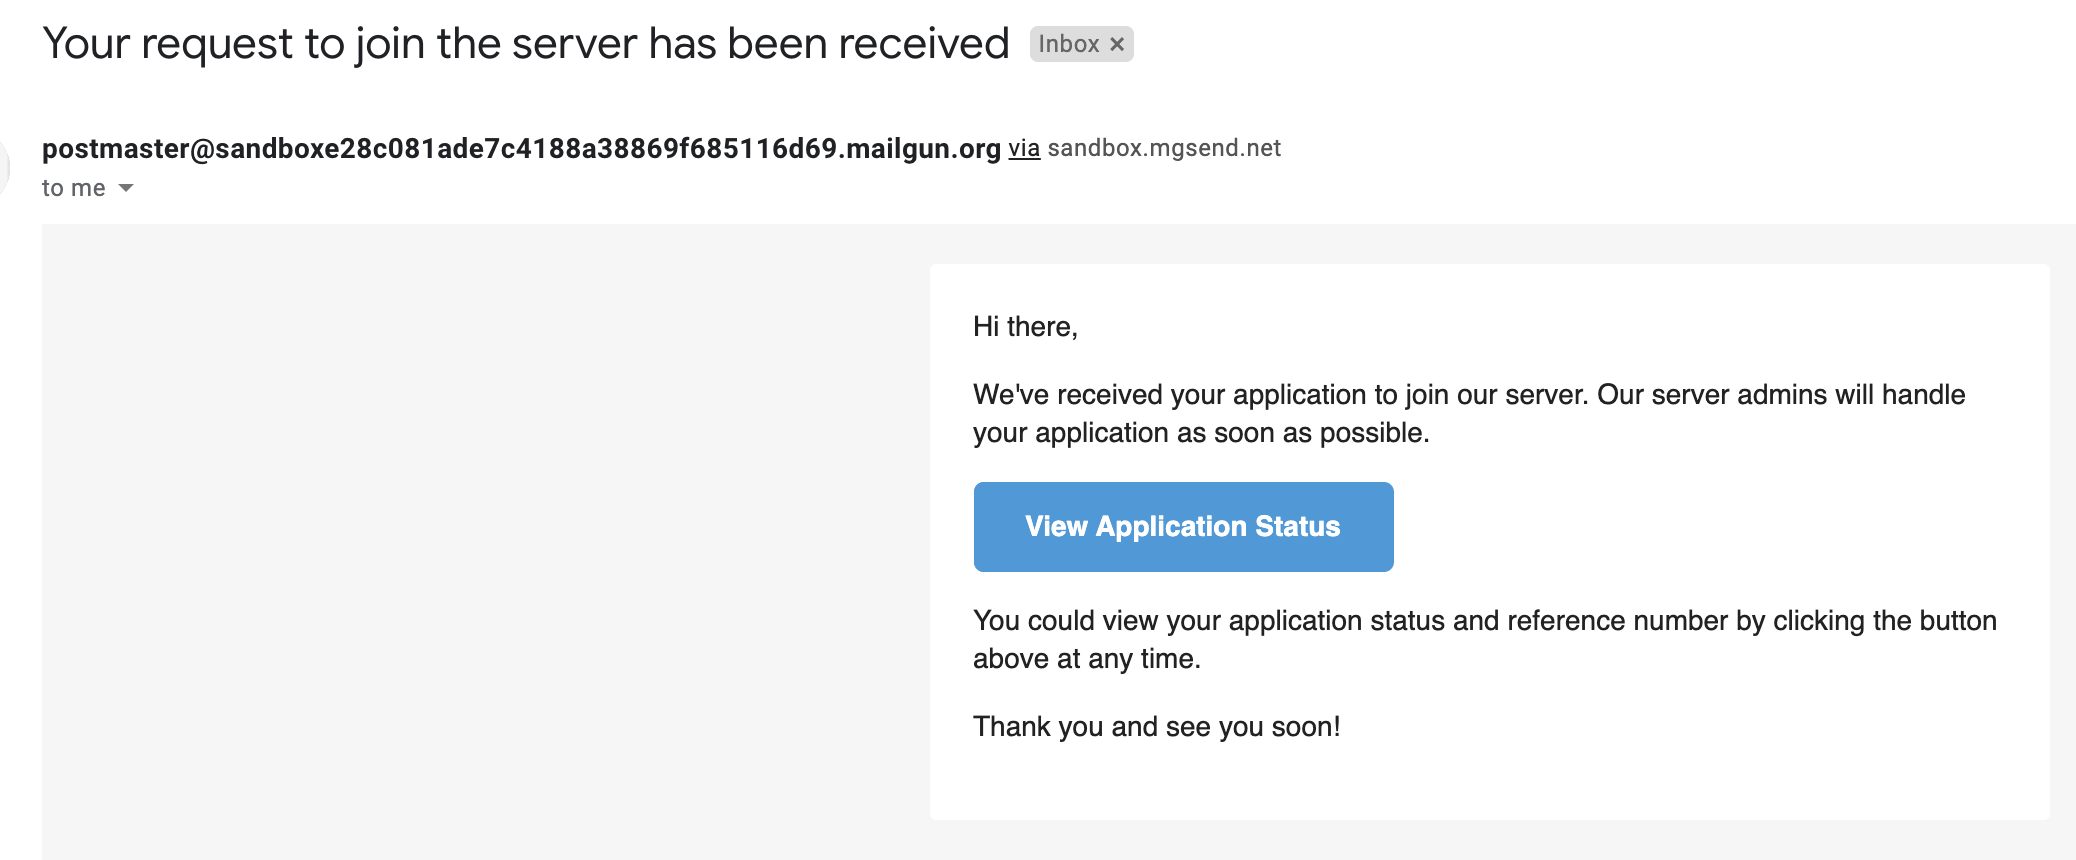 Your request to join the server has been received Inbox ×
postmaster@sandboxe28c081ade7c4188a38869f685116d69.mailgun.org via sandbox.mgsend.net
to me
Hi there,
We've received your application to join our server. Our server admins will handle
your application as soon as possible.
View Application Status
You could view your application status and reference number by clicking the button
above at any time.
Thank you and see you soon!